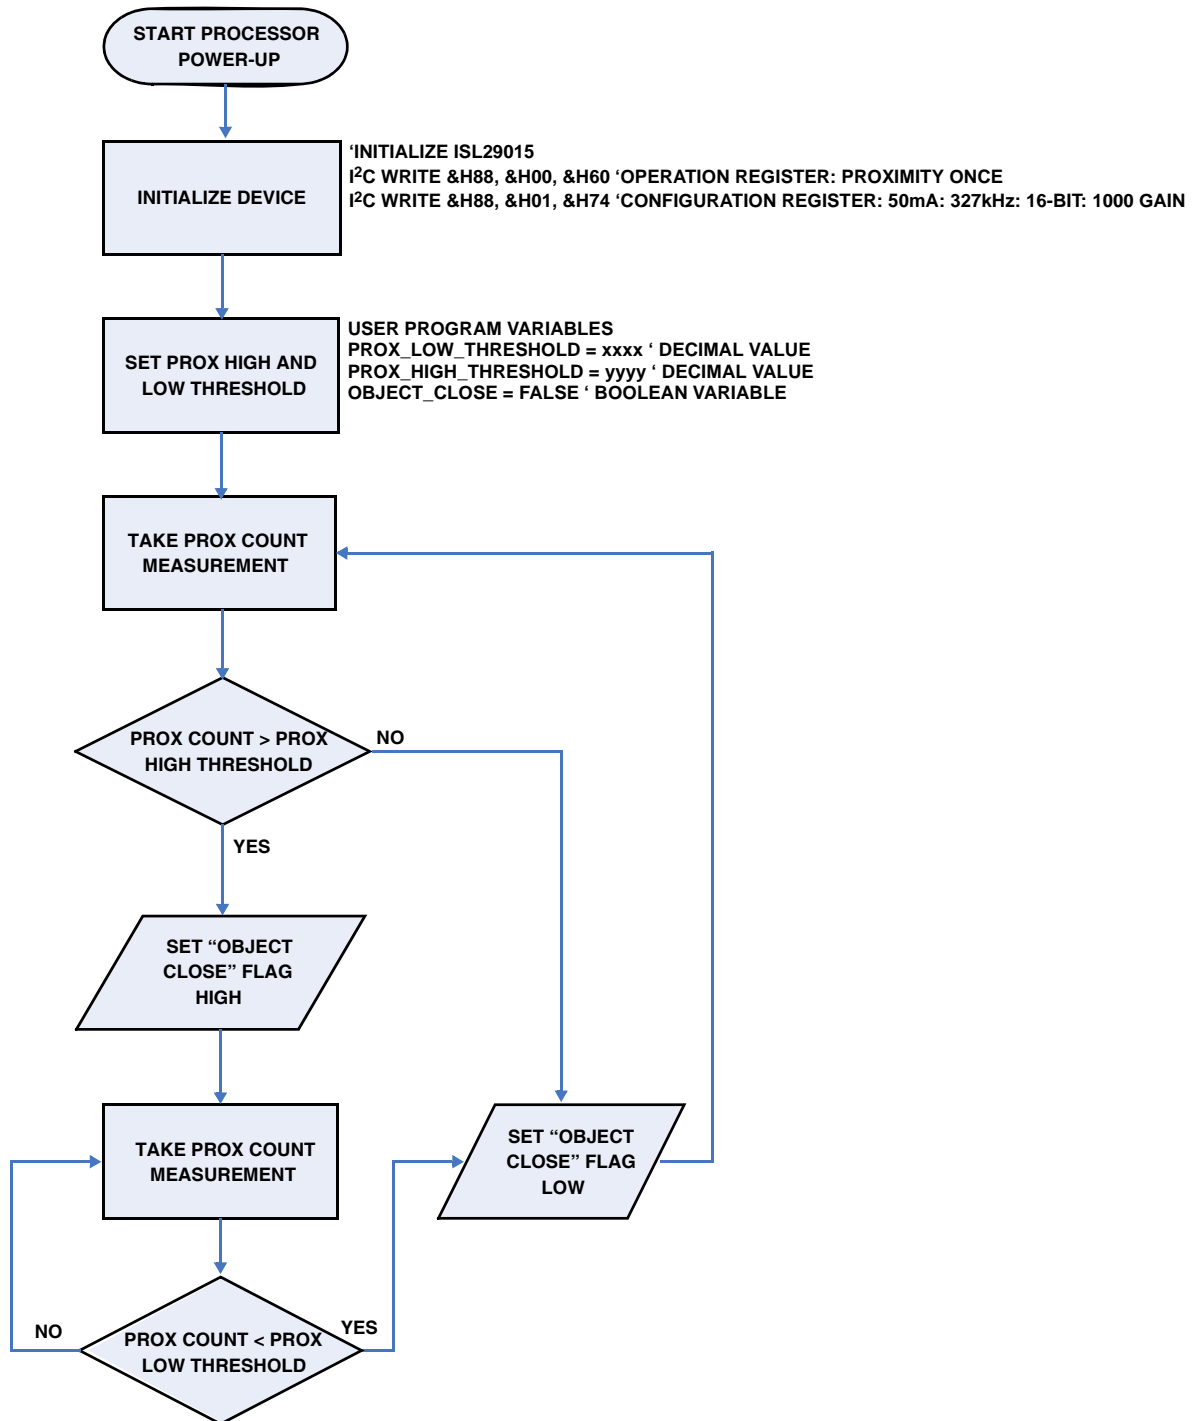 START PROCESSOR
POWER-UP
INITIALIZE DEVICE
‘INITIALIZE ISL29015
I²C WRITE &H88, &H00, &H60 ‘OPERATION REGISTER: PROXIMITY ONCE
I²C WRITE &H88, &H01, &H74 ‘CONFIGURATION REGISTER: 50mA: 327kHz: 16-BIT: 1000 GAIN
SET PROX HIGH AND
LOW THRESHOLD
USER PROGRAM VARIABLES
PROX_LOW_THRESHOLD = xxxx ‘ DECIMAL VALUE
PROX_HIGH_THRESHOLD = yyyy ‘ DECIMAL VALUE
OBJECT_CLOSE = FALSE ‘ BOOLEAN VARIABLE
TAKE PROX COUNT
MEASUREMENT
PROX COUNT > PROX
HIGH THRESHOLD
NO
YES
SET “OBJECT
CLOSE” FLAG
HIGH
TAKE PROX COUNT
MEASUREMENT
SET “OBJECT
CLOSE” FLAG
LOW
NO
PROX COUNT < PROX
LOW THRESHOLD
YES